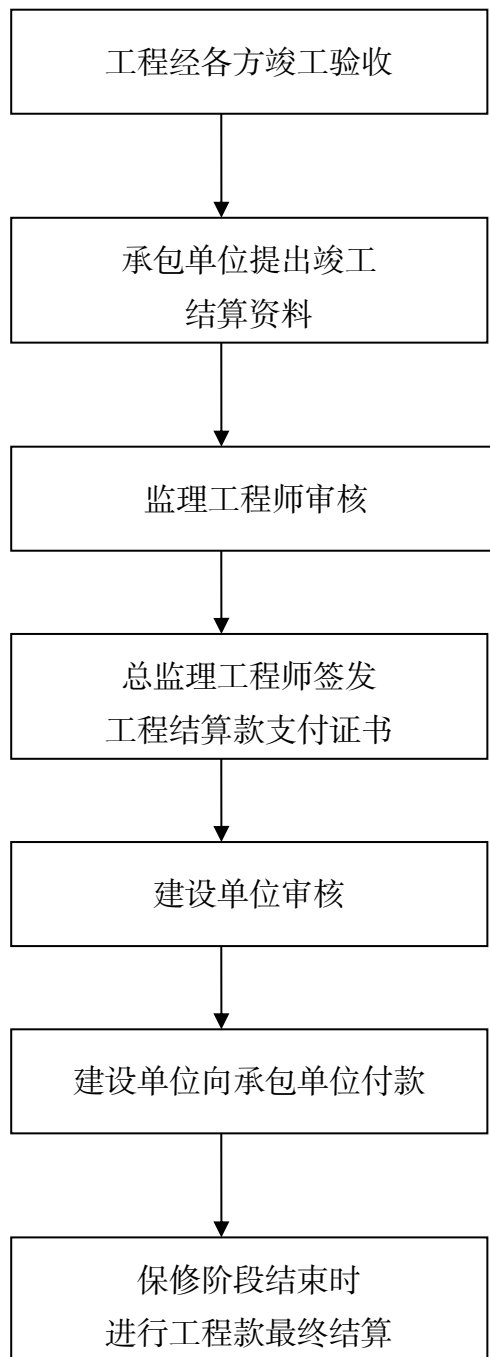 工程经各方竣工验收
承包单位提出竣工
结算资料
监理工程师审核
总监理工程师签发
工程结算款支付证书
建设单位审核
建设单位向承包单位付款
保修阶段结束时
进行工程款最终结算